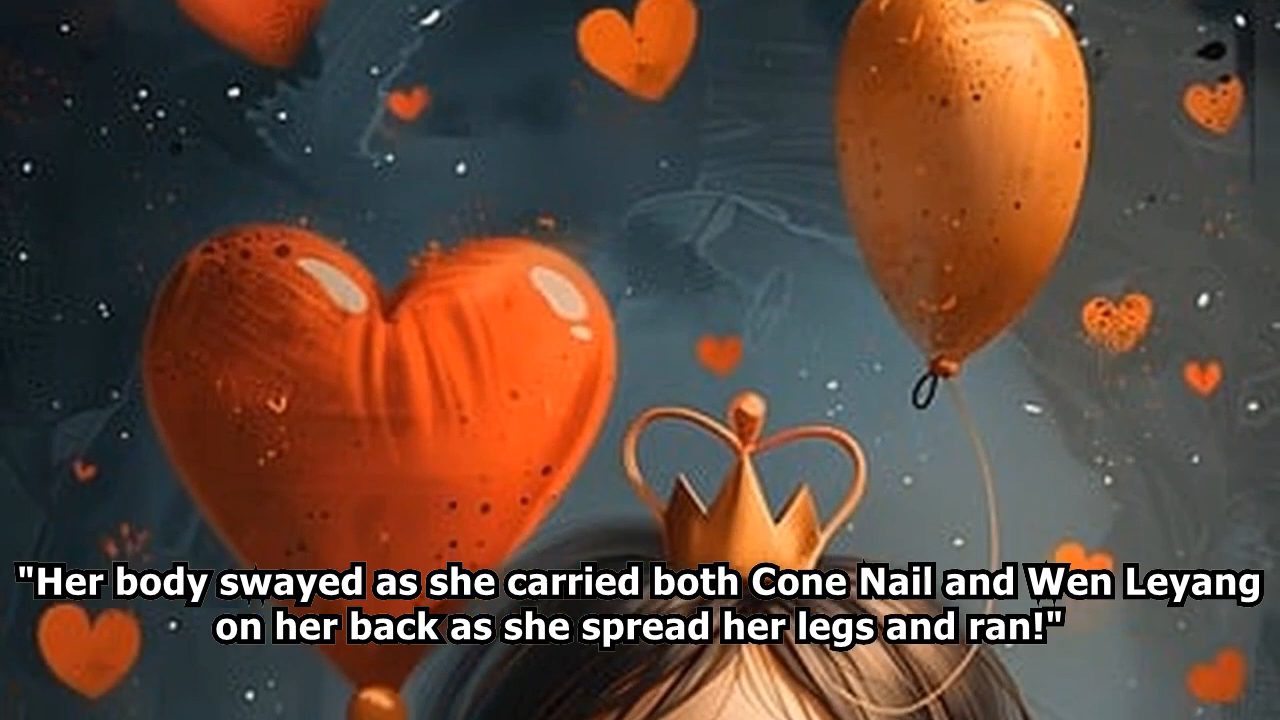 "Her body swayed as she carried both Cone Nail and Wen Leyang
on her back as she spread her legs and ran!"